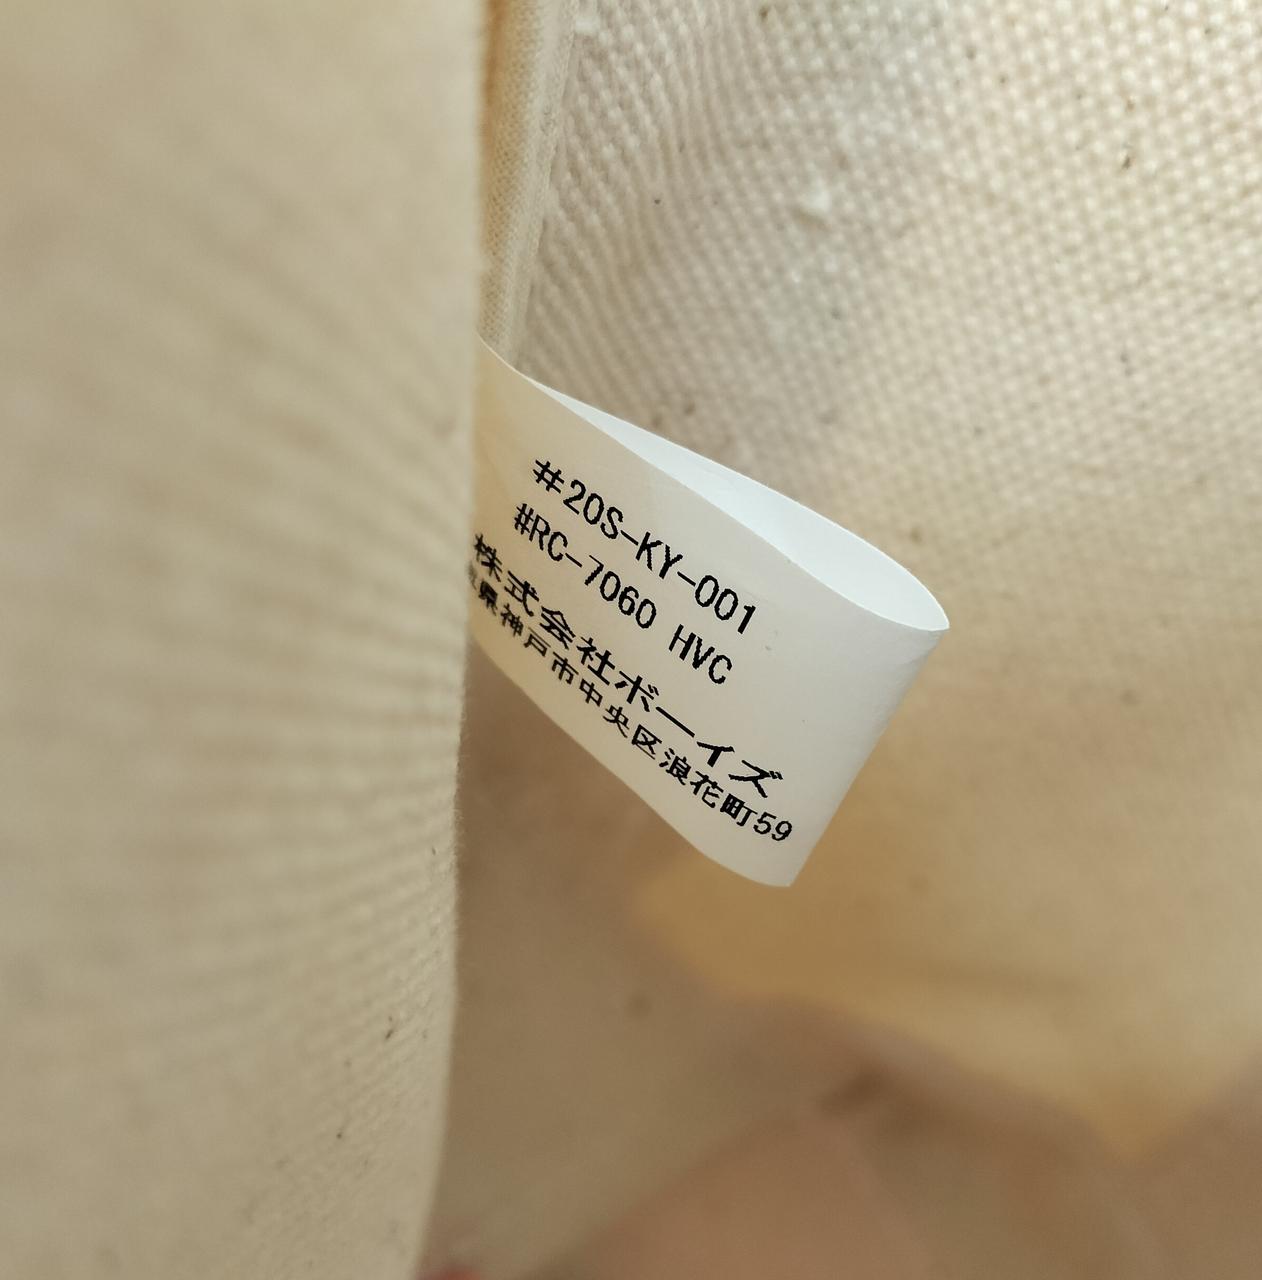 #20S-KY-001
#RC-7060 HVC
株式会社ボーイズ
県神戸市中央区浪花町59